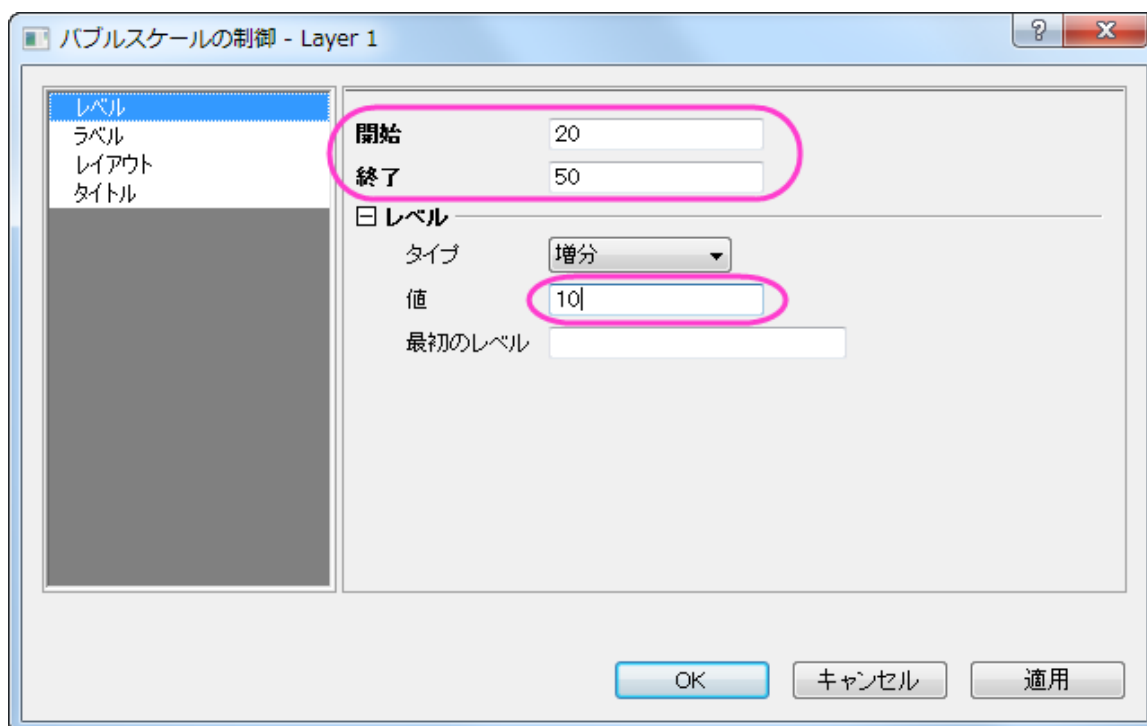 バブルスケールの制御 - Layer 1
レベル
ラベル
レイアウト
タイトル
開始 20
終了 50
レベル
タイプ 増分
値 10
最初のレベル
OK キャンセル 適用